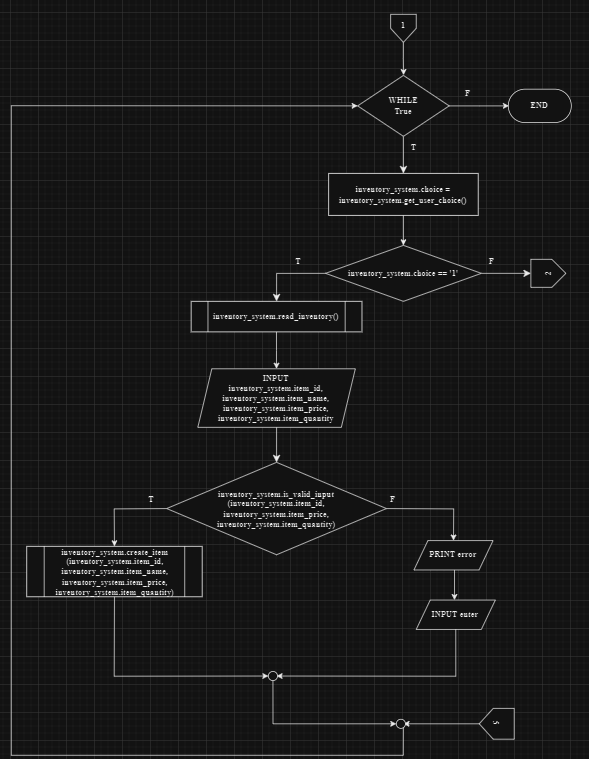 1
WHILE
True
F
END
T
inventory_system.choice =
inventory_system.get_user_choice()
T
inventory_system.choice == '1'
F
2
inventory_system.read_inventory()
INPUT
inventory_system.item_id,
inventory_system.item_name,
inventory_system.item_price,
inventory_system.item_quantity
T
inventory_system.is_valid_input
(inventory_system.item_id,
inventory_system.item_price,
inventory_system.item_quantity)
F
inventory_system.create_item
(inventory_system.item_id,
inventory_system.item_name,
inventory_system.item_price,
inventory_system.item_quantity)
PRINT error
INPUT enter
5